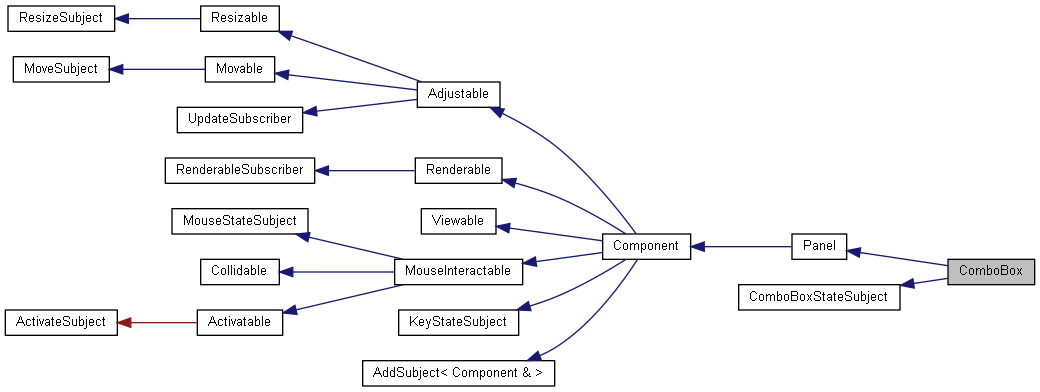 ResizeSubject
Resizable
MoveSubject
Movable
Adjustable
UpdateSubscriber
RenderableSubscriber
Renderable
MouseStateSubject
Viewable
Component
Panel
Collidable
MouseInteractable
ComboBox
ComboBoxStateSubject
ActivateSubject
Activatable
KeyStateSubject
AddSubject< Component & >